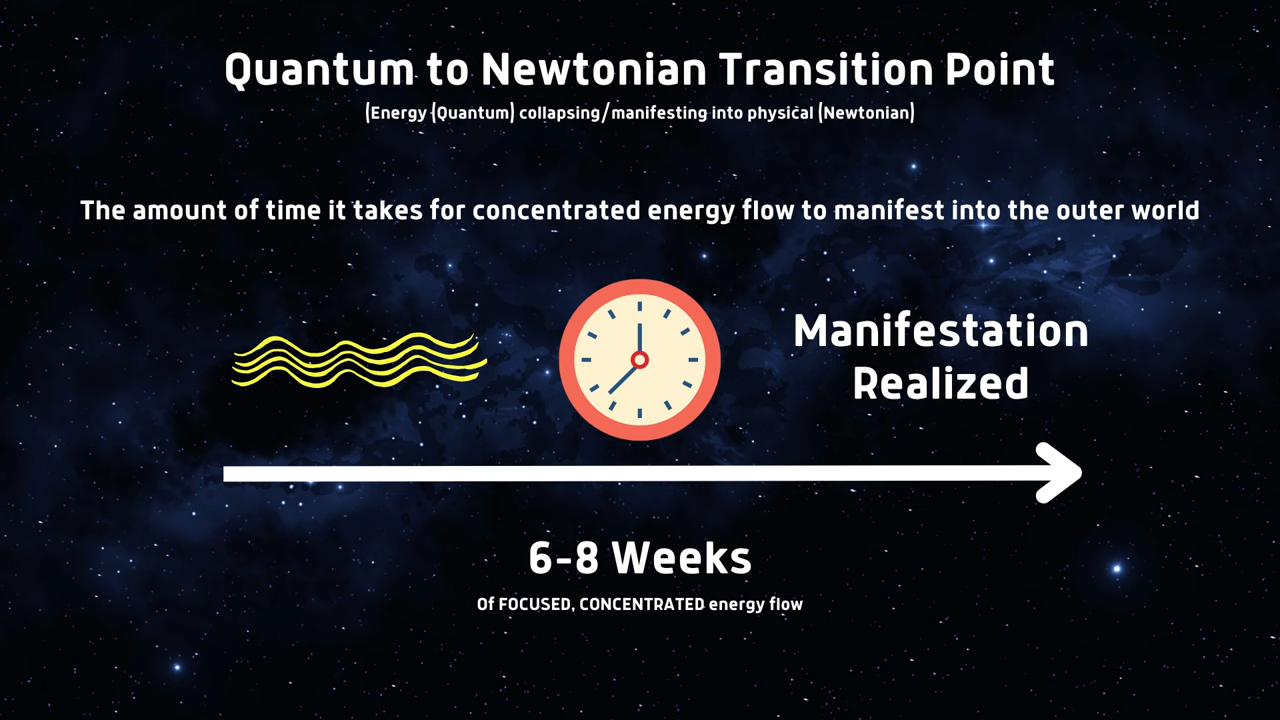 Quantum to Newtonian Transition Point
(Energy (Quantum) collapsing/manifesting into physical (Newtonian)
The amount of time it takes for concentrated energy flow to manifest into the outer world
Manifestation
Realized
6-8 Weeks
Of FOCUSED, CONCENTRATED energy flow